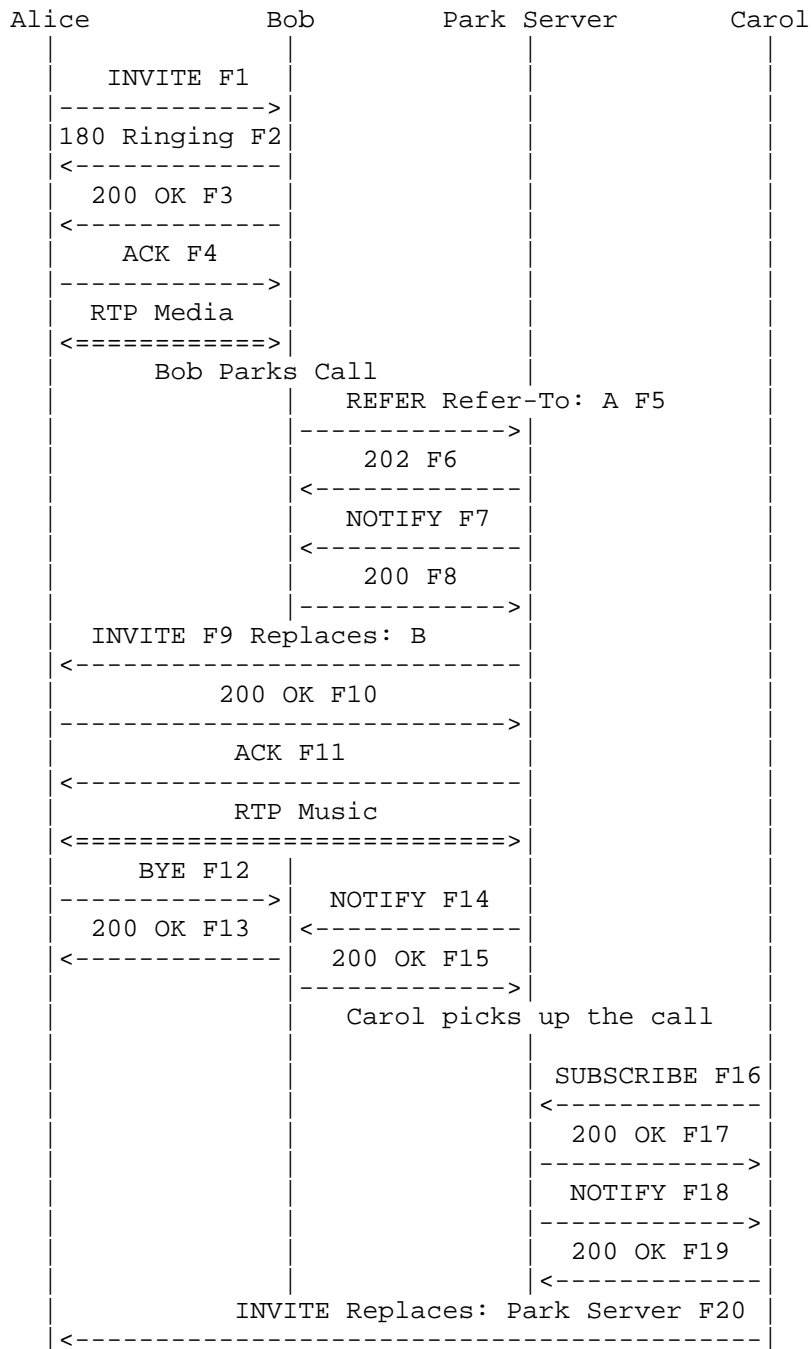 Alice Bob Park Server Carol
INVITE F1
180 Ringing F2
200 OK F3
ACK F4
RTP Media
Bob Parks Call
REFER Refer-To: A F5
202 F6
NOTIFY F7
200 F8
INVITE F9 Replaces: B
200 OK F10
ACK F11
RTP Music
BYE F12
NOTIFY F14
200 OK F13
200 OK F15
Carol picks up the call
SUBSCRIBE F16
200 OK F17
NOTIFY F18
200 OK F19
INVITE Replaces: Park Server F20